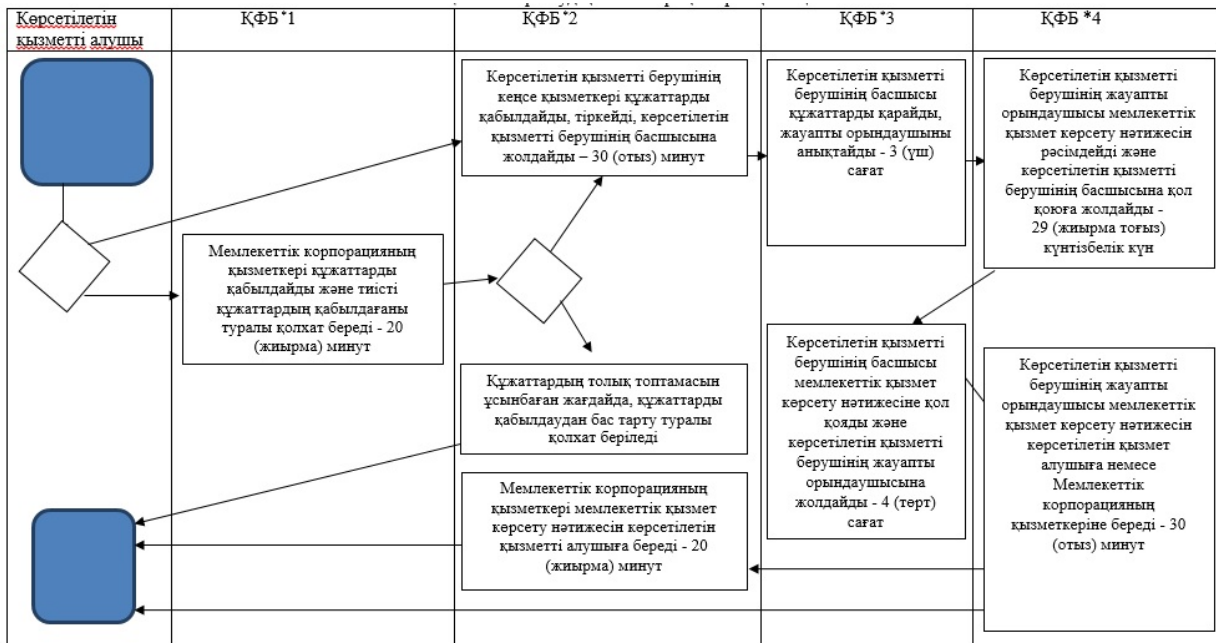 Көрсетілетін
қызметті алушы
ҚФБ *1
ҚФБ *2
ҚФБ *3
ҚФБ *4
Көрсетілетін қызметті берушінің
кеңсе қызметкері құжаттарды
қабылдайды, тіркейді, көрсетілетін
қызметті берушінің басшысына
жолдайды – 30 (отыз) минут
Көрсетілетін қызметті
берушінің басшысы
құжаттарды қарайды,
жауапты орындаушыны
анықтайды - 3 (үш)
сағат
Көрсетілетін қызметті
берушінің жауапты
орындаушысы мемлекеттік
қызмет көрсету нәтижесін
рәсімдейді және
көрсетілетін қызметті
берушінің басшысына қол
қоюға жолдайды -
29 (жиырма тоғыз)
күнтізбелік күн
Мемлекеттік корпорацияның
қызметкері құжаттарды
қабылдайды және тиісті
құжаттардың қабылдағаны
туралы қолхат береді - 20
(жиырма) минут
Құжаттардың толық топтамасын
ұсынбаған жағдайда, құжаттарды
қабылдаудан бас тарту туралы
қолхат беріледі
Мемлекеттік корпорацияның
қызметкері мемлекеттік қызмет
көрсету нәтижесін көрсетілетін
қызметті алушыға береді - 20
(жиырма) минут
Көрсетілетін қызметті
берушінің басшысы
мемлекеттік қызмет
көрсету нәтижесіне қол
қояды және
көрсетілетін қызметті
берушінің жауапты
орындаушысына
жолдайды - 4 (төрт)
сағат
Көрсетілетін қызметті
берушінің жауапты
орындаушысы мемлекеттік
қызмет көрсету нәтижесін
көрсетілетін қызмет
алушыға немесе
Мемлекеттік
корпорацияның
қызметкеріне береді - 30
(отыз) минут